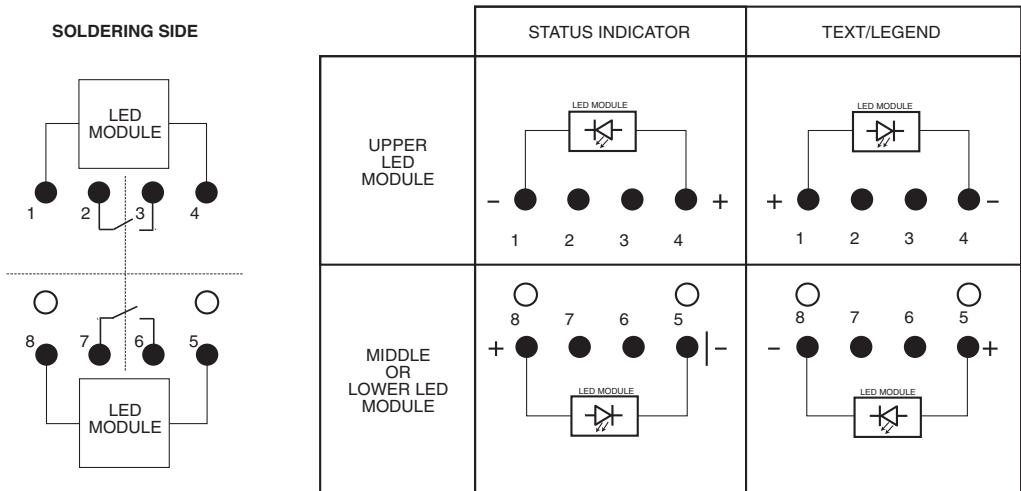 SOLDERING SIDE
LED
MODULE
1 2 3 4
8 7 6 5
LED
MODULE
STATUS INDICATOR TEXT/LEGEND
UPPER
LED
MODULE
LED MODULE
– +
1 2 3 4
LED MODULE
+ –
1 2 3 4
MIDDLE
OR
LOWER LED
MODULE
8 7 6 5
+ |–
LED MODULE
8 7 6 5
– +
LED MODULE